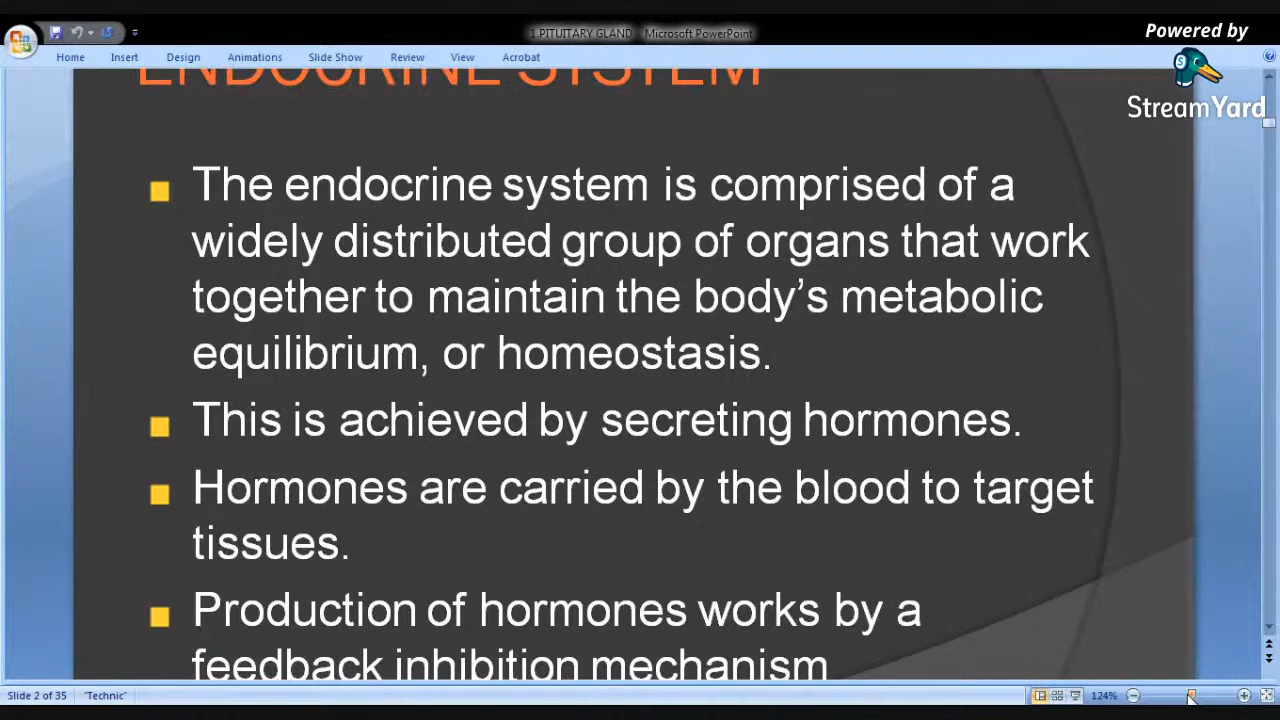 Powered by
1.PITUITARY GLAND Microsoft PowerPoint
Home Insert Design Animations Slide Show Review View Acrobat
StreamYard
ENDOCRINE SYSTEM
The endocrine system is comprised of a
widely distributed group of organs that work
together to maintain the body’s metabolic
equilibrium, or homeostasis.
This is achieved by secreting hormones.
Hormones are carried by the blood to target
tissues.
Production of hormones works by a
feedback inhibition mechanism
Slide 2 of 35 "Technic" 124%